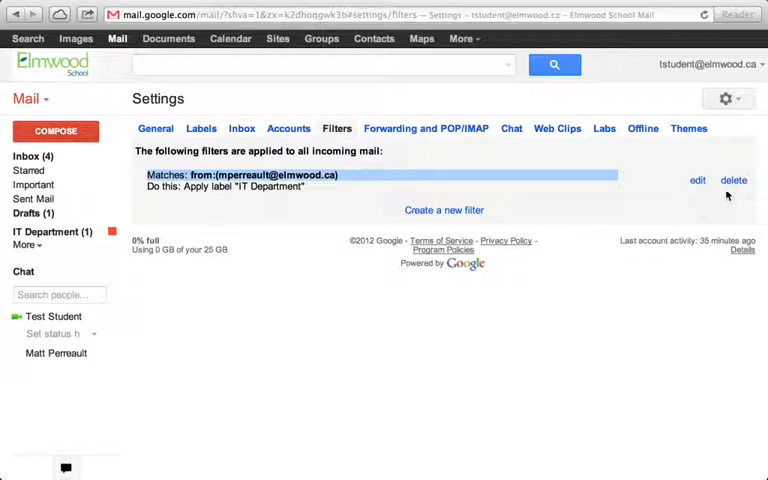 mail.google.com/mail/?shva=1&zx=k2dhoqgwk3b#settings/filters – Settings – tstudent@elmwood.ca – Elmwood School Mail
Reader
Search Images Mail Documents Calendar Sites Groups Contacts Maps More
Elmwood
School
tstudent@elmwood.ca
Mail
Settings
COMPOSE
General Labels Inbox Accounts Filters Forwarding and POP/IMAP Chat Web Clips Labs Offline Themes
The following filters are applied to all incoming mail:
Inbox (4)
Starred
Important
Sent Mail
Drafts (1)
IT Department (1)
More
Matches: from:(mperreault@elmwood.ca)
Do this: Apply label "IT Department"
edit delete
Create a new filter
0% full
Using 0 GB of your 25 GB
©2012 Google - Terms of Service - Privacy Policy -
Program Policies
Powered by Google
Last account activity: 35 minutes ago
Details
Chat
Search people...
Test Student
Set status h
Matt Perreault